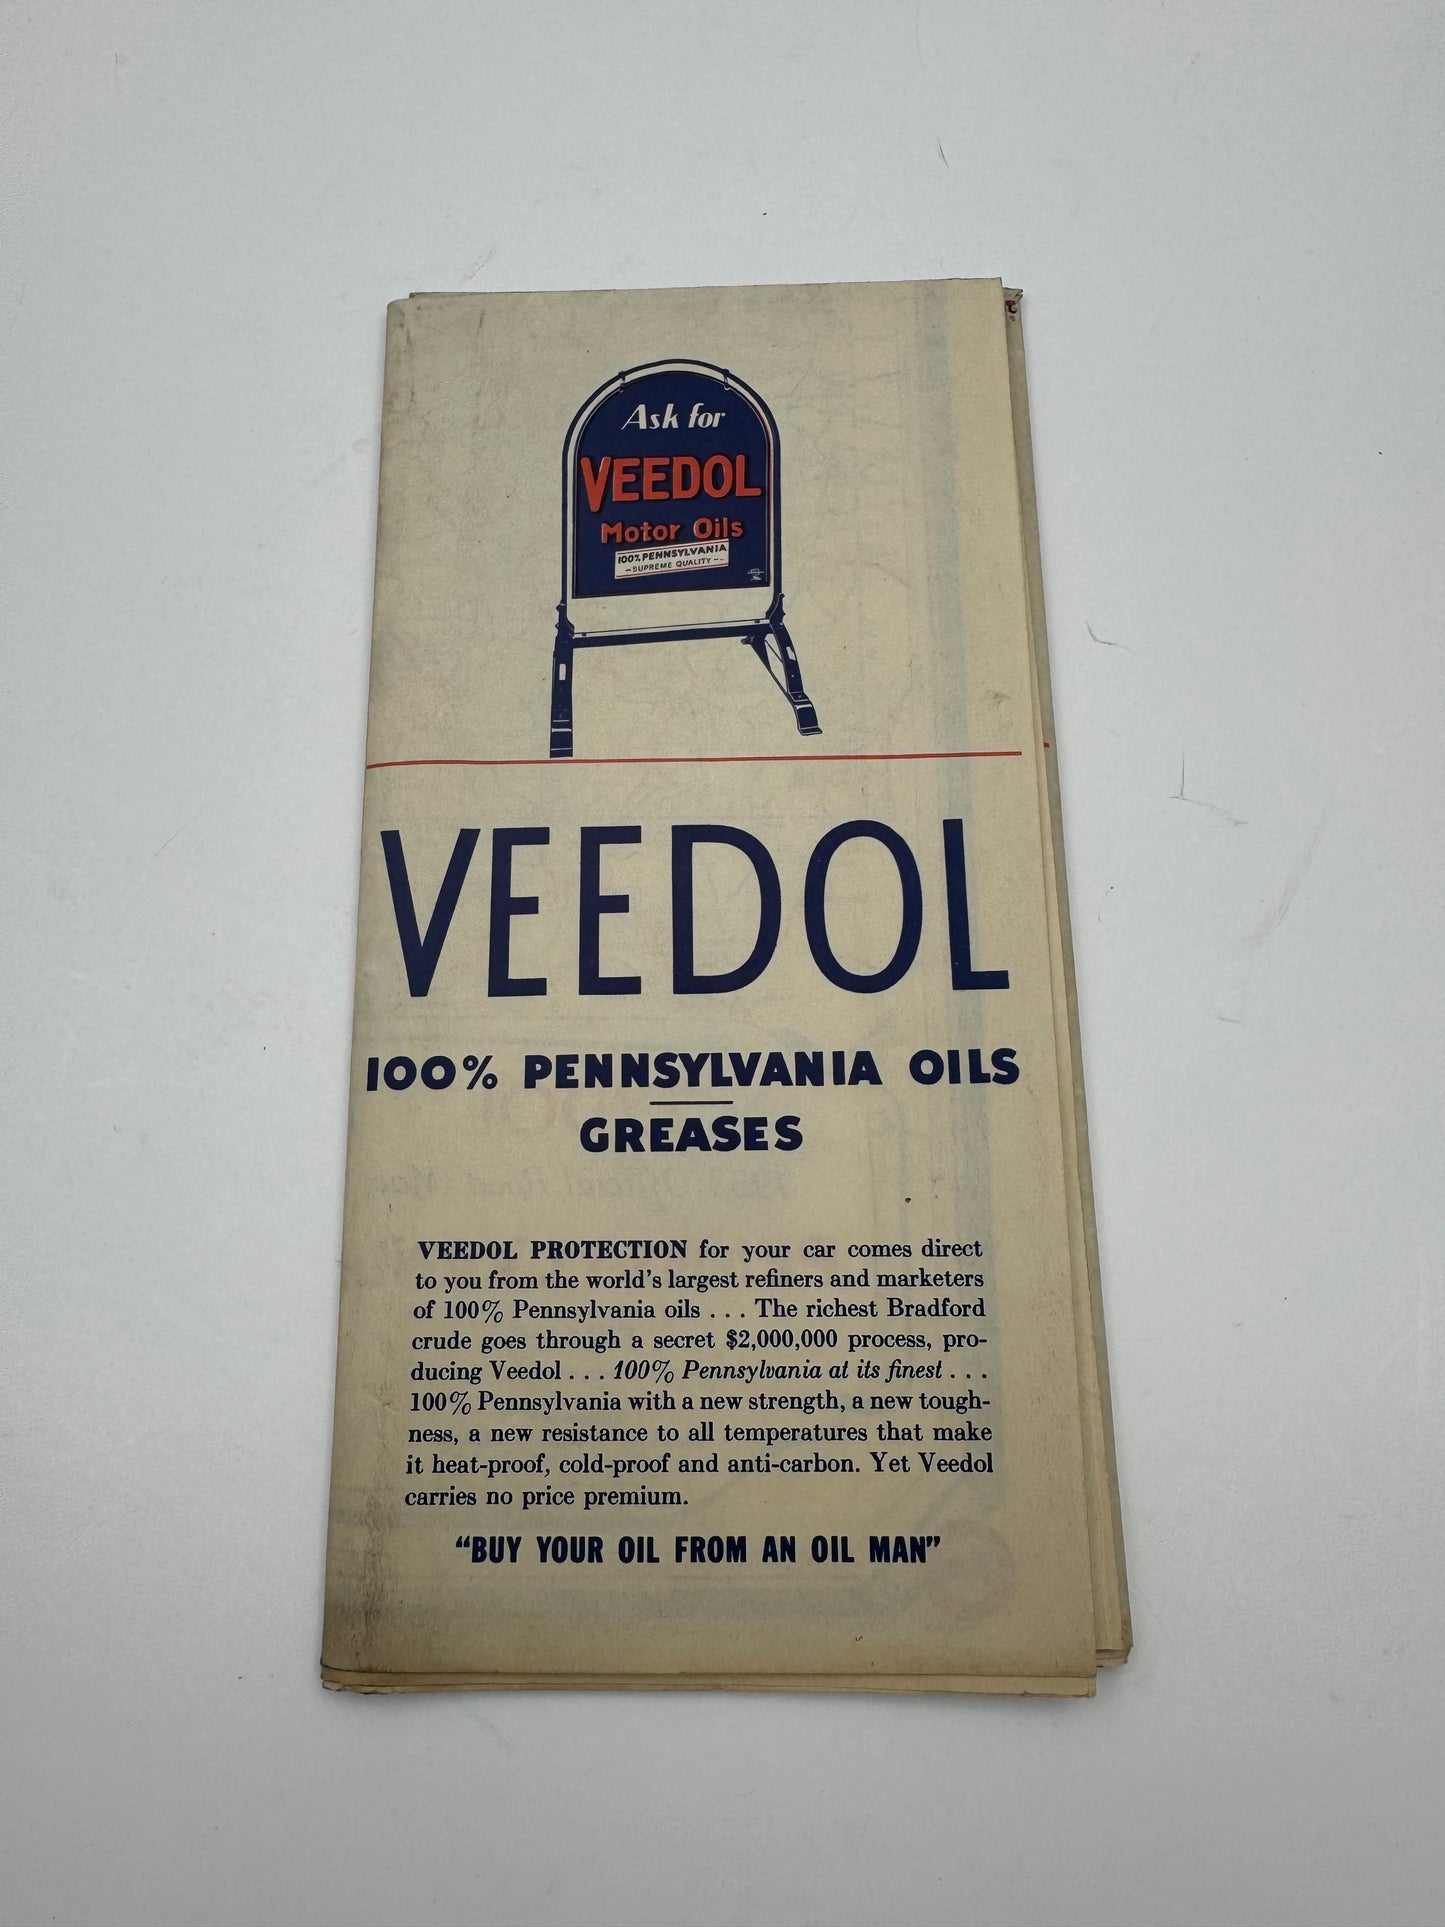 Ask for
VEEDOL
Motor Oils
100% PENNSYLVANIA
SUPREME QUALITY
VEEDOL
100% PENNSYLVANIA OILS
GREASES
VEEDOL PROTECTION for your car comes direct
to you from the world's largest refiners and marketers
of 100% Pennsylvania oils . . . The richest Bradford
crude goes through a secret $2,000,000 process, pro-
ducing Veedol . . . 100% Pennsylvania at its finest . . .
100% Pennsylvania with a new strength, a new tough-
ness, a new resistance to all temperatures that make
it heat-proof, cold-proof and anti-carbon. Yet Veedol
carries no price premium.
"BUY YOUR OIL FROM AN OIL MAN"